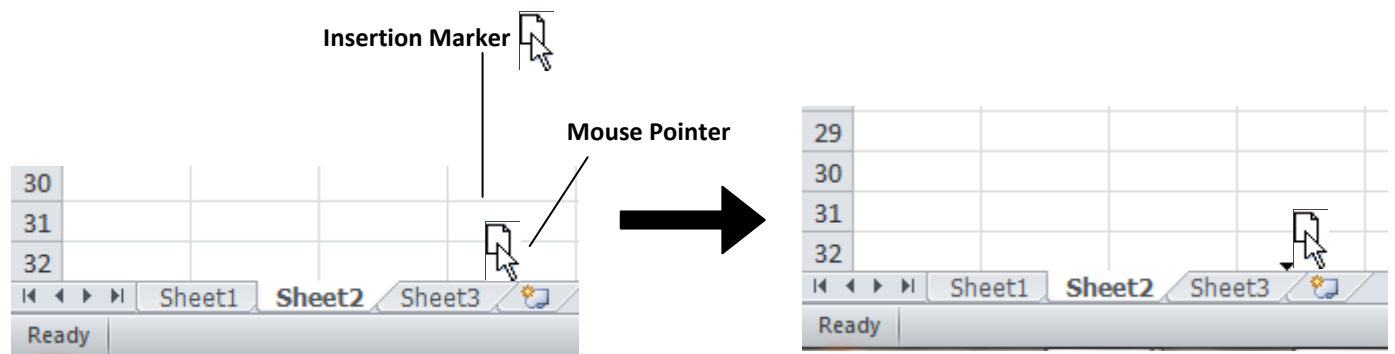 Insertion Marker
Mouse Pointer
30
31
32
Sheet1 Sheet2 Sheet3
Ready
29
30
31
32
Sheet1 Sheet2 Sheet3
Ready